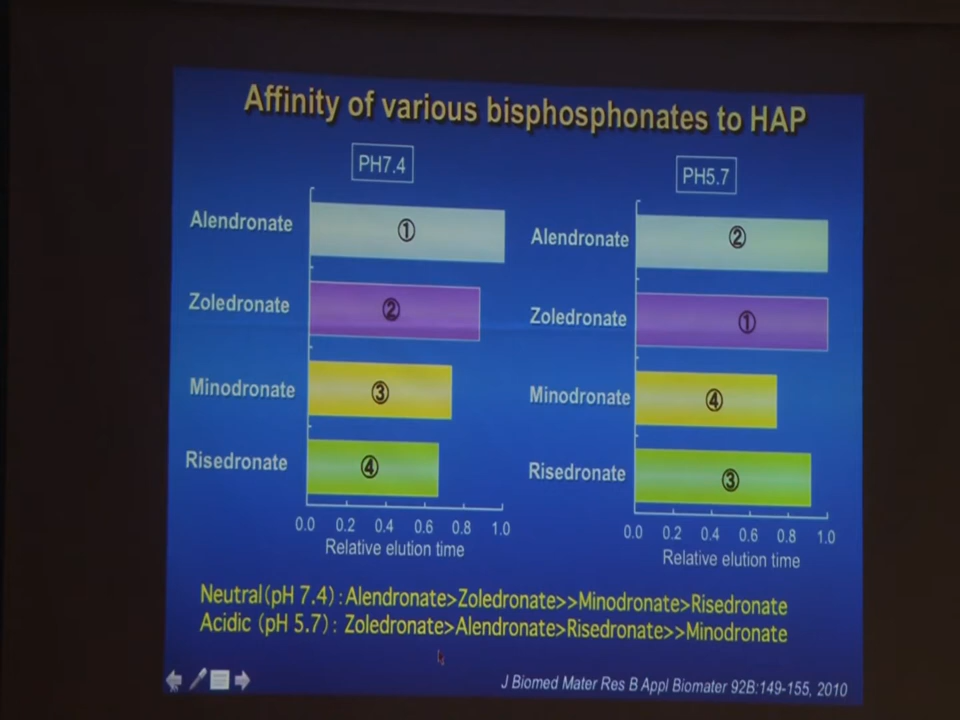 Affinity of various bisphosphonates to HAP
PH7.4
Alendronate
①
Zoledronate
②
Minodronate
③
Risedronate
④
0.0 0.2 0.4 0.6 0.8 1.0
Relative elution time
PH5.7
Alendronate
②
Zoledronate
①
Minodronate
④
Risedronate
③
0.0 0.2 0.4 0.6 0.8 1.0
Relative elution time
Neutral(pH 7.4) : Alendronate>Zoledronate>>Minodronate>Risedronate
Acidic (pH 5.7) : Zoledronate>Alendronate>Risedronate>>Minodronate
J Biomed Mater Res B Appl Biomater 92B:149-155, 2010